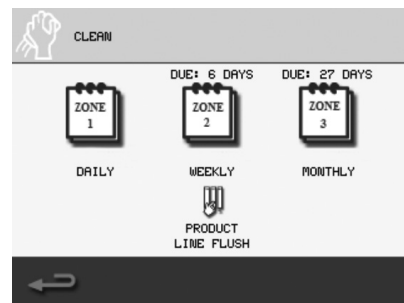 CLEAN
DUE: 6 DAYS
DUE: 27 DAYS
ZONE
1
ZONE
2
ZONE
3
DAILY
WEEKLY
MONTHLY
PRODUCT
LINE FLUSH